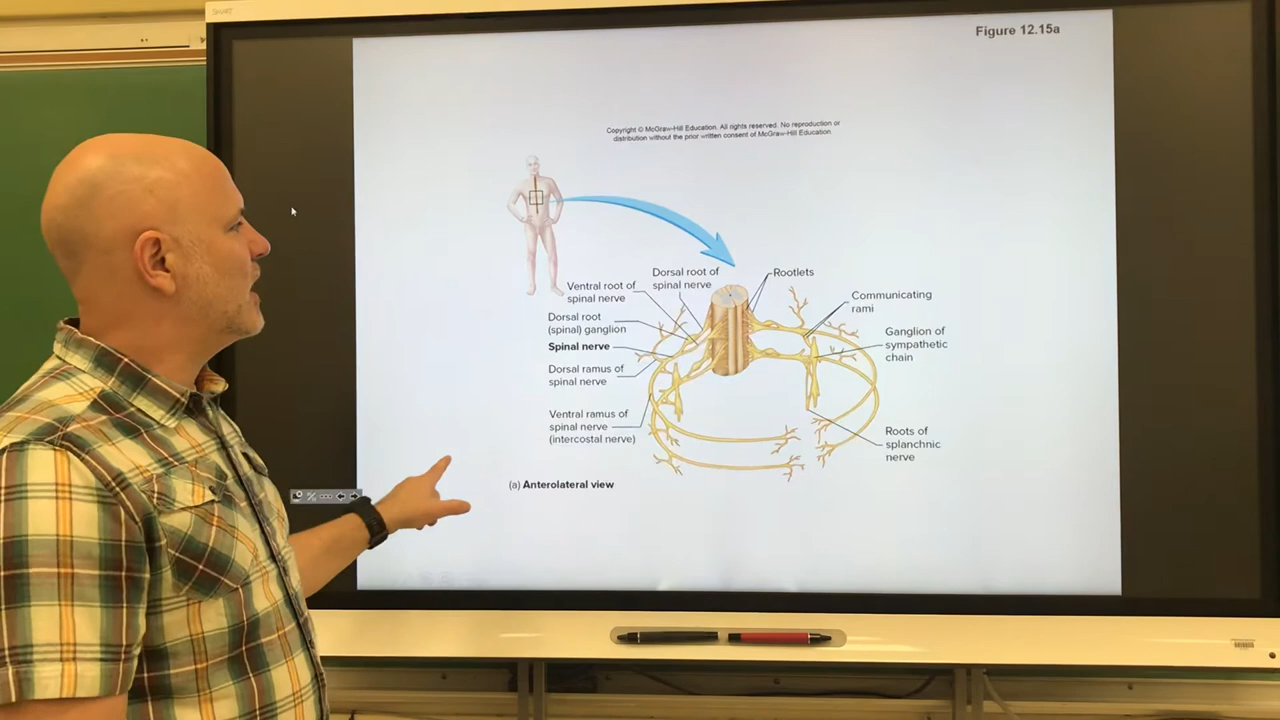 SMART
Figure 12.15a
Copyright © McGraw-Hill Education. All rights reserved. No reproduction or
distribution without the prior written consent of McGraw-Hill Education.
Dorsal root of
spinal nerve
Rootlets
Ventral root of
spinal nerve
Communicating
rami
Dorsal root
(spinal) ganglion
Ganglion of
sympathetic
chain
Spinal nerve
Dorsal ramus of
spinal nerve
Ventral ramus of
spinal nerve
(intercostal nerve)
Roots of
splanchnic
nerve
(a) Anterolateral view